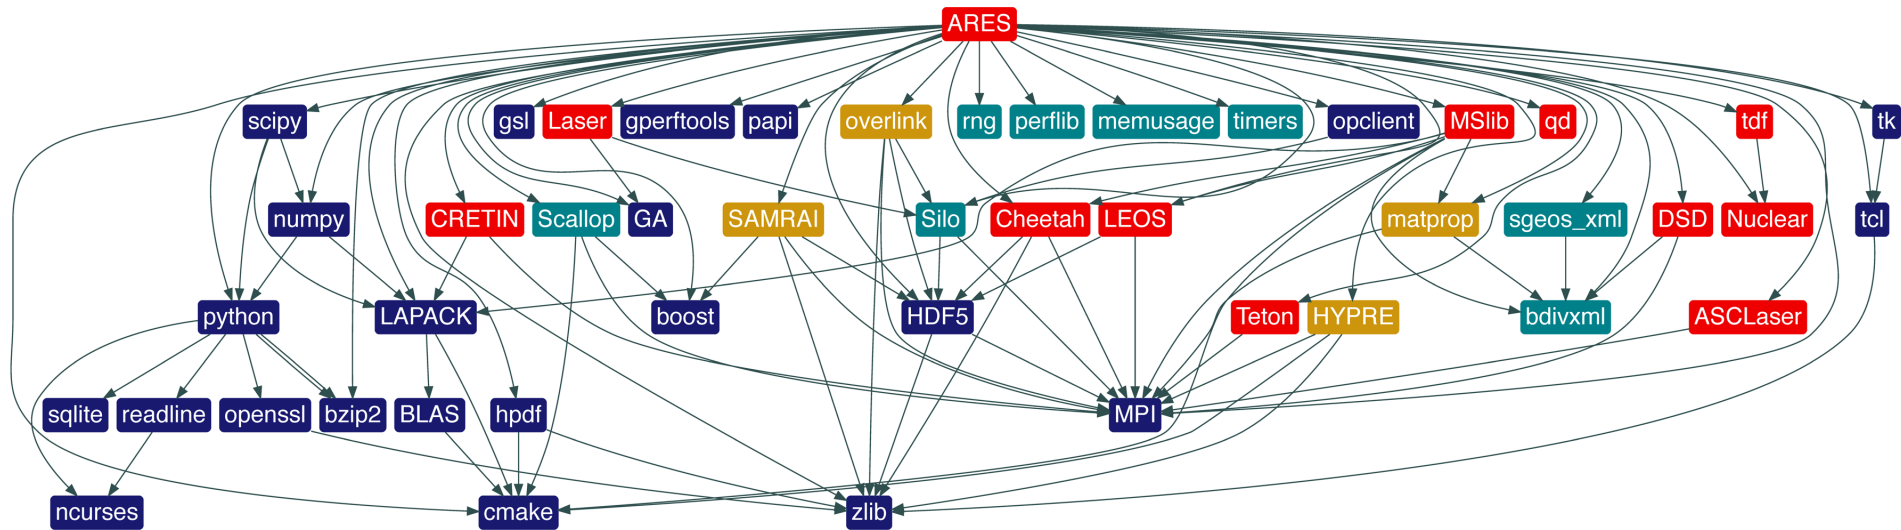 ARES
scipy
gsl
Laser
gperftools
papi
overlink
rng
perflib
memusage
timers
opclient
MSlib
qd
tdf
tk
numpy
CRETIN
Scallop
GA
SAMRAI
Silo
Cheetah
LEOS
matprop
sgeos_xml
DSD
Nuclear
tcl
python
LAPACK
boost
HDF5
Teton
HYPRE
bdivxml
ASCLaser
sqlite
readline
openssl
bzip2
BLAS
hpdf
MPI
ncurses
cmake
zlib